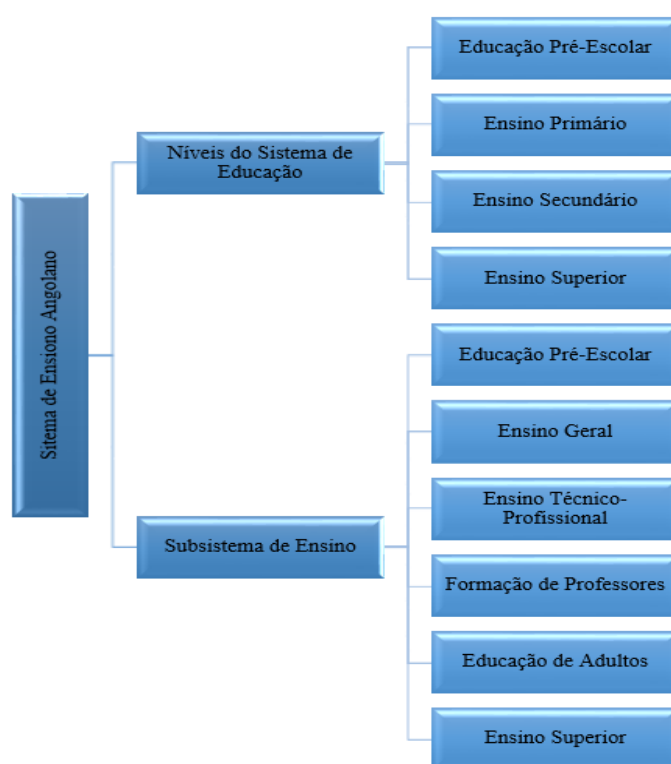 Sitema de Ensiono Angolano
Níveis do Sistema de
Educação
Educação Pré-Escolar
Ensino Primário
Ensino Secundário
Ensino Superior
Subsistema de Ensino
Educação Pré-Escolar
Ensino Geral
Ensino Técnico-
Profissional
Formação de Professores
Educação de Adultos
Ensino Superior